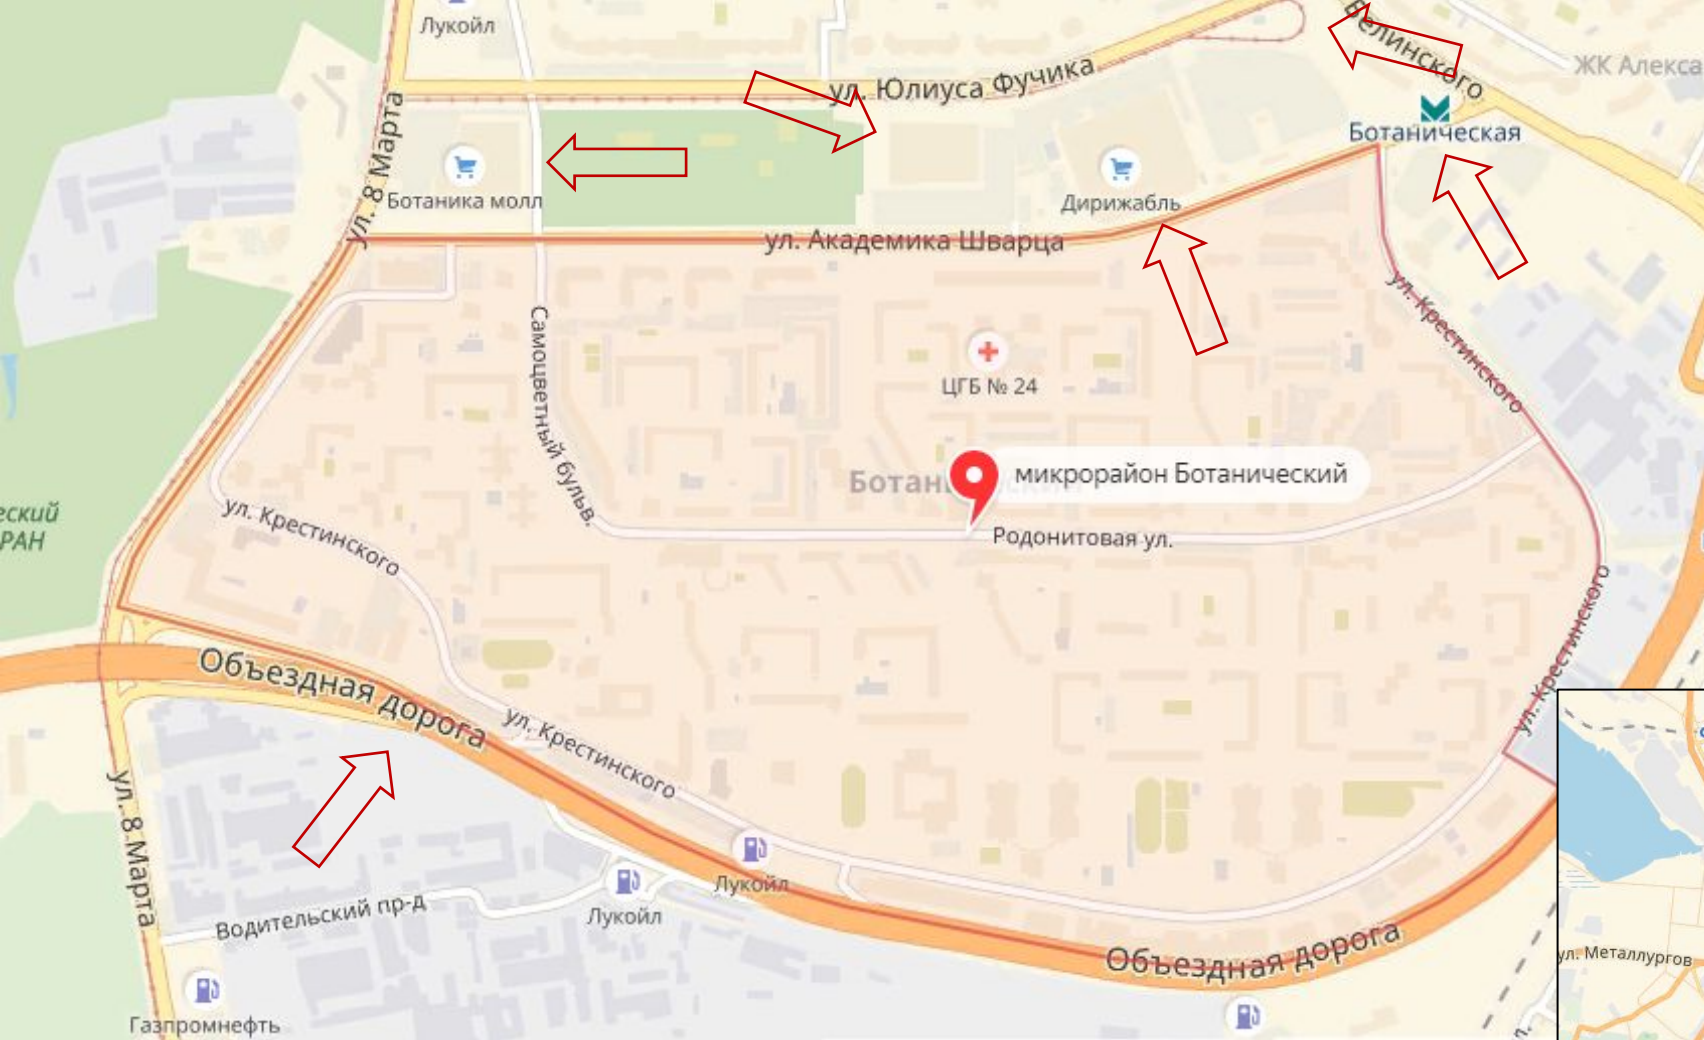 Лукойл
Белинского
ЖК Алекса
ул. Юлиуса Фучика
ул. 8 Марта
Ботаническая
Ботаника молл
Дирижабль
ул. Академика Шварца
ул. Крестинского
Самоцветный бульв.
ЦГБ № 24
микрорайон Ботанический
Родонитовая ул.
ул. Крестинского
еский
РАН
ул. Крестинского
Объездная дорога
ул. Крестинского
ул. 8 Марта
Лукойл
Лукойл
Водительский пр-д
Объездная дорога
ул. Металлургов
Газпромнефть